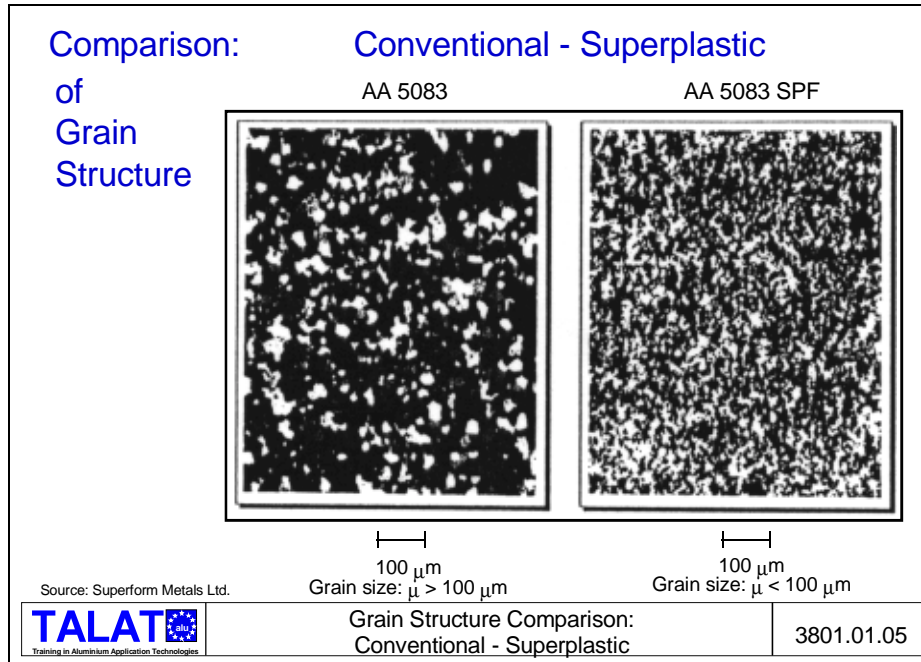 Comparison: Conventional - Superplastic
of
Grain
Structure
AA 5083 AA 5083 SPF
100 μm 100 μm
Grain size: μ > 100 μm Grain size: μ < 100 μm
Source: Superform Metals Ltd.
TALAT alu
Training in Aluminium Application Technologies
Grain Structure Comparison:
Conventional - Superplastic
3801.01.05